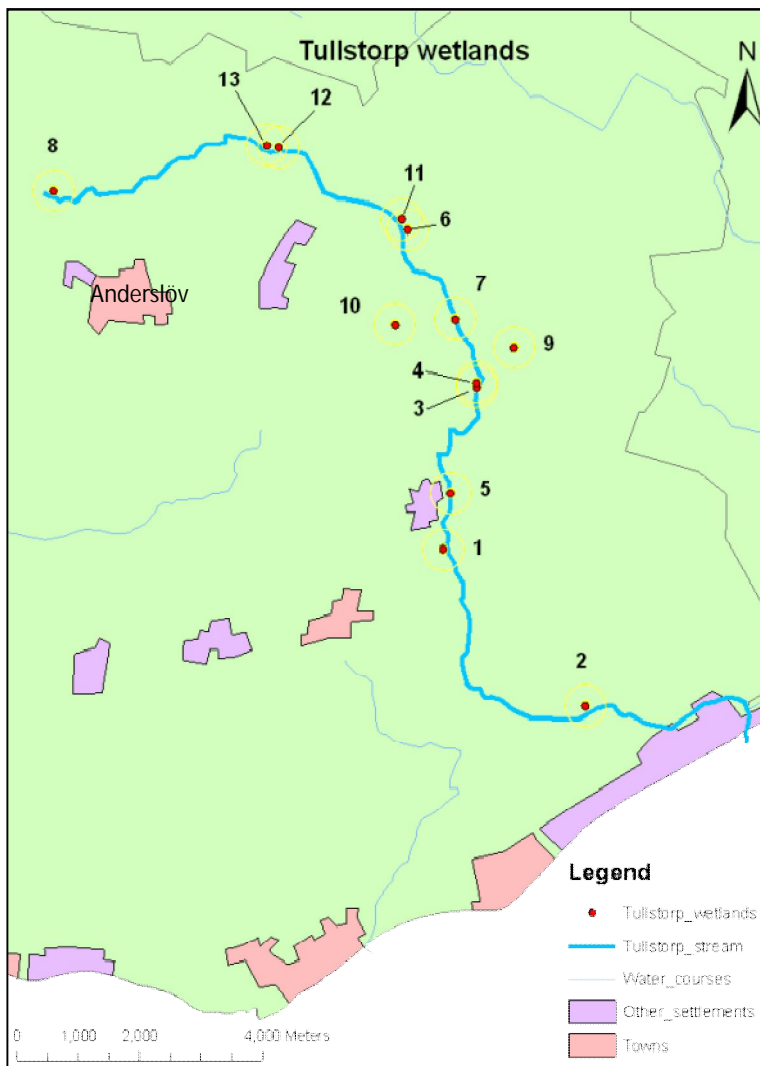 Tullstorp wetlands
N
13
12
8
11
6
Anderslöv
7
10
9
4
3
5
1
2
Legend
Tullstorp_wetlands
Tullstorp_stream
Water_courses
Other_settlements
Towns
0 1,000 2,000 4,000 Meters